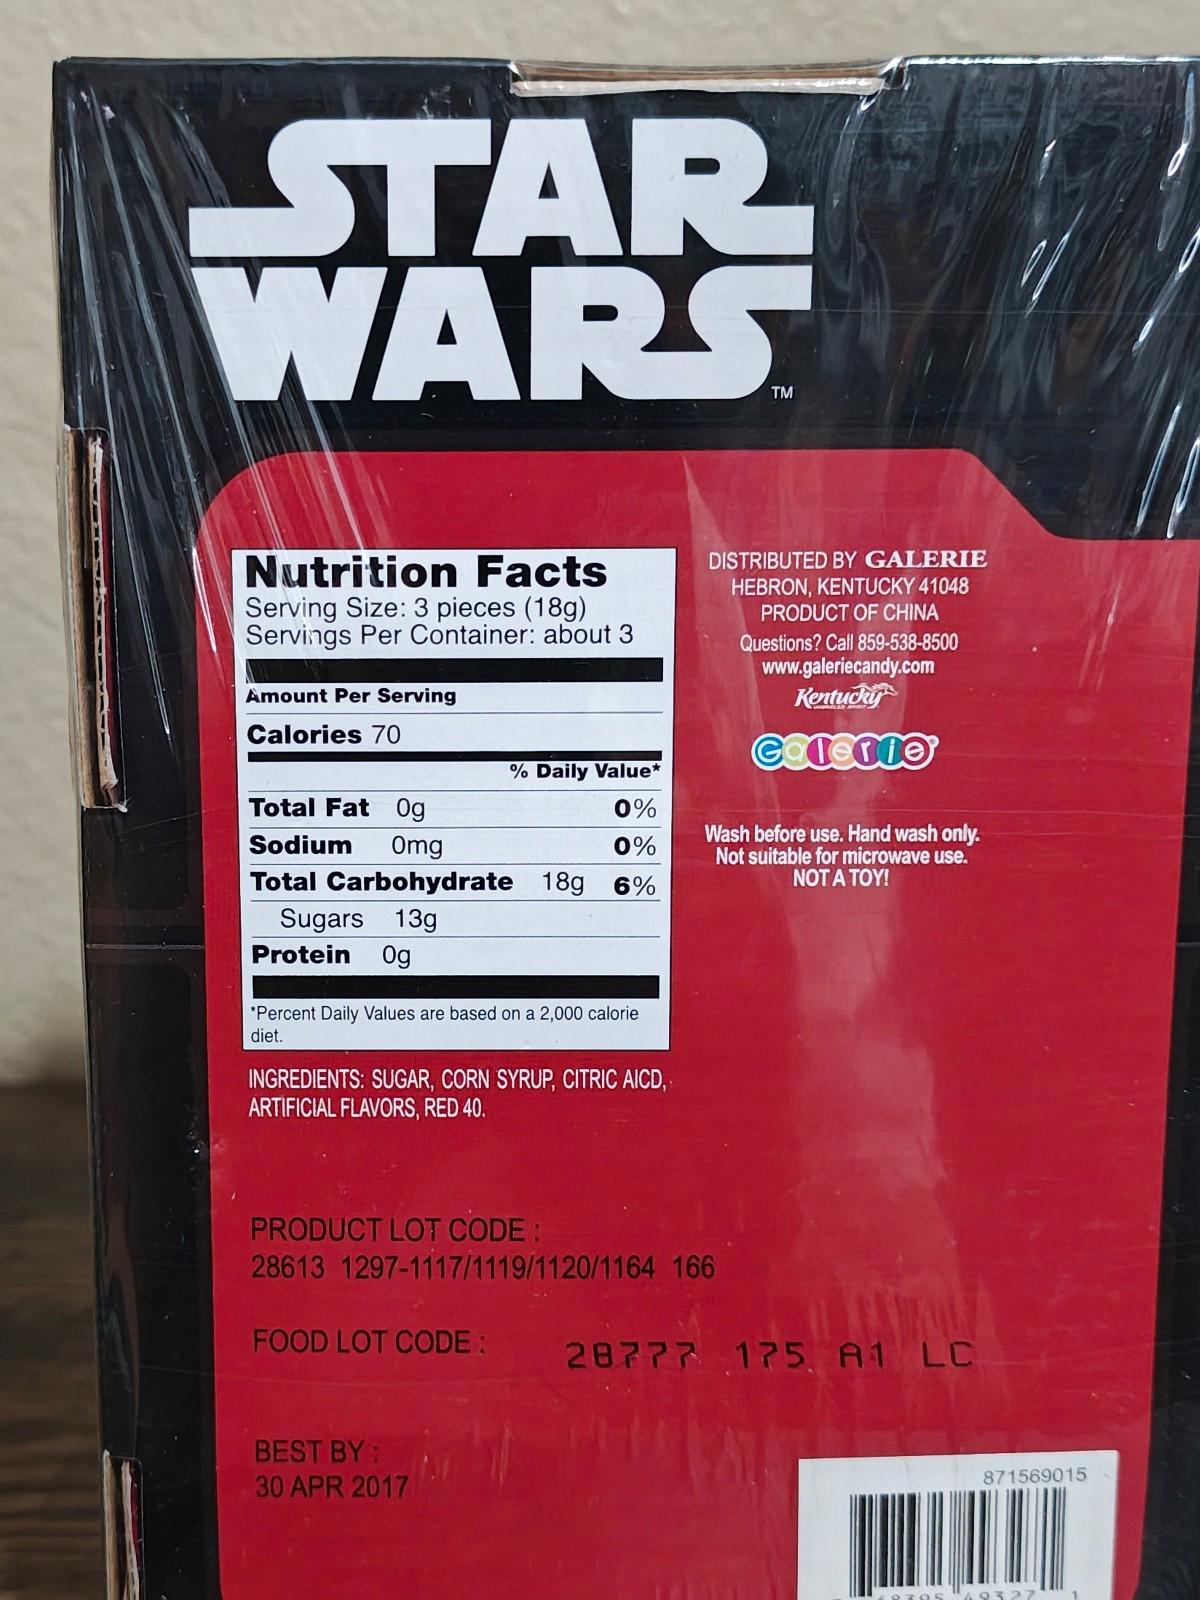 STAR
WARS
TM
Nutrition Facts
Serving Size: 3 pieces (18g)
Servings Per Container: about 3
Amount Per Serving
Calories 70
% Daily Value*
Total Fat 0g 0%
Sodium 0mg 0%
Total Carbohydrate 18g 6%
Sugars 13g
Protein 0g
*Percent Daily Values are based on a 2,000 calorie
diet.
INGREDIENTS: SUGAR, CORN SYRUP, CITRIC AICD,
ARTIFICIAL FLAVORS, RED 40.
DISTRIBUTED BY GALERIE
HEBRON, KENTUCKY 41048
PRODUCT OF CHINA
Questions? Call 859-538-8500
www.galeriecandy.com
Kentucky
Galerie®
Wash before use. Hand wash only.
Not suitable for microwave use.
NOT A TOY!
PRODUCT LOT CODE :
28613 1297-1117/1119/1120/1164 166
FOOD LOT CODE : 28777 175 A1 LC
BEST BY :
30 APR 2017
871569015
68395 49327 1